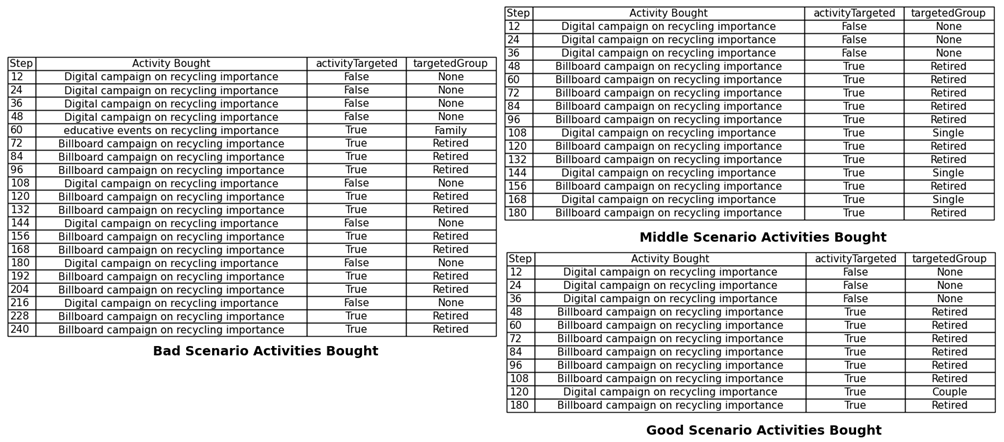 Step Activity Bought activityTargeted targetedGroup
12 Digital campaign on recycling importance False None
24 Digital campaign on recycling importance False None
36 Digital campaign on recycling importance False None
48 Digital campaign on recycling importance False None
60 educative events on recycling importance True Family
72 Billboard campaign on recycling importance True Retired
84 Billboard campaign on recycling importance True Retired
96 Billboard campaign on recycling importance True Retired
108 Digital campaign on recycling importance False None
120 Billboard campaign on recycling importance True Retired
132 Billboard campaign on recycling importance True Retired
144 Digital campaign on recycling importance False None
156 Billboard campaign on recycling importance True Retired
168 Billboard campaign on recycling importance True Retired
180 Digital campaign on recycling importance False None
192 Billboard campaign on recycling importance True Retired
204 Billboard campaign on recycling importance True Retired
216 Digital campaign on recycling importance False None
228 Billboard campaign on recycling importance True Retired
240 Billboard campaign on recycling importance True Retired
Bad Scenario Activities Bought
Step Activity Bought activityTargeted targetedGroup
12 Digital campaign on recycling importance False None
24 Digital campaign on recycling importance False None
36 Digital campaign on recycling importance False None
48 Billboard campaign on recycling importance True Retired
60 Billboard campaign on recycling importance True Retired
72 Billboard campaign on recycling importance True Retired
84 Billboard campaign on recycling importance True Retired
96 Billboard campaign on recycling importance True Retired
108 Digital campaign on recycling importance True Single
120 Billboard campaign on recycling importance True Retired
132 Billboard campaign on recycling importance True Retired
144 Digital campaign on recycling importance True Single
156 Billboard campaign on recycling importance True Retired
168 Digital campaign on recycling importance True Single
180 Billboard campaign on recycling importance True Retired
Middle Scenario Activities Bought
Step Activity Bought activityTargeted targetedGroup
12 Digital campaign on recycling importance False None
24 Digital campaign on recycling importance False None
36 Digital campaign on recycling importance False None
48 Billboard campaign on recycling importance True Retired
60 Billboard campaign on recycling importance True Retired
72 Billboard campaign on recycling importance True Retired
84 Billboard campaign on recycling importance True Retired
96 Billboard campaign on recycling importance True Retired
108 Billboard campaign on recycling importance True Retired
120 Digital campaign on recycling importance True Couple
180 Billboard campaign on recycling importance True Retired
Good Scenario Activities Bought